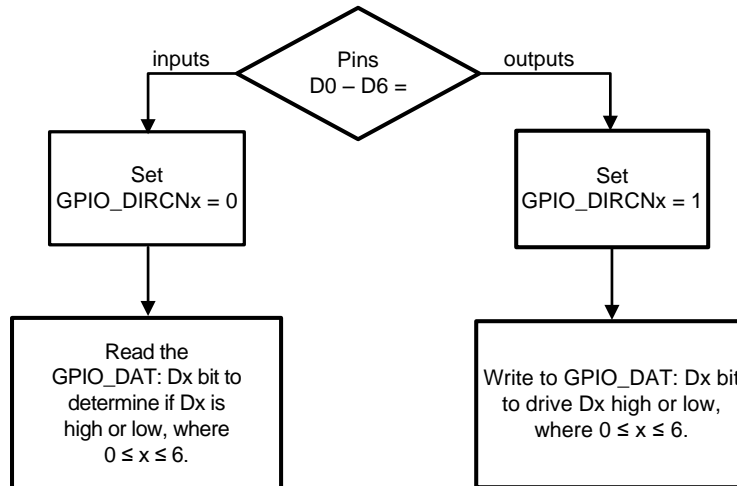 Pins
D0 – D6 =
inputs
outputs
Set
GPIO_DIRCNx = 0
Set
GPIO_DIRCNx = 1
Read the
GPIO_DAT: Dx bit to
determine if Dx is
high or low, where
0 ≤ x ≤ 6.
Write to GPIO_DAT: Dx bit
to drive Dx high or low,
where 0 ≤ x ≤ 6.